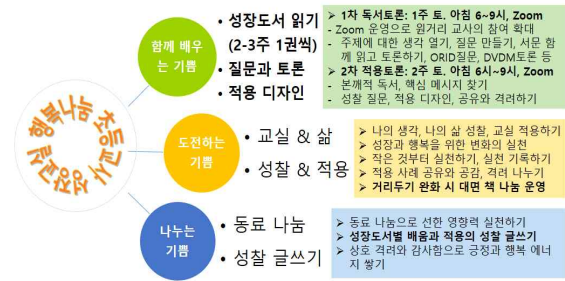 행복나눔 초등교사 성장교실
함께 배우
는 기쁨
• 성장도서 읽기
(2-3주 1권씩)
• 질문과 토론
• 적용 디자인
➢ 1차 독서토론: 1주 토. 아침 6~9시, Zoom
- Zoom 운영으로 원거리 교사의 참여 확대
- 주제에 대한 생각 열기, 질문 만들기, 서문 함
께 읽고 토론하기, ORID질문, DVDM토론 등
➢ 2차 적용토론: 2주 토. 아침 6시~9시, Zoom
- 본깨적 독서, 핵심 메시지 찾기
- 성찰 질문, 적용 디자인, 공유와 격려하기
도전하는
기쁨
• 교실 & 삶
• 성찰 & 적용
➢ 나의 생각, 나의 삶 성찰, 교실 적용하기
➢ 성장과 행복을 위한 변화의 실천
➢ 작은 것부터 실천하기, 실천 기록하기
➢ 적용 사례 공유와 공감, 격려 나누기
➢ 거리두기 완화 시 대면 책 나눔 운영
나누는
기쁨
• 동료 나눔
• 성찰 글쓰기
➢ 동료 나눔으로 선한 영향력 실천하기
➢ 성장도서별 배움과 적용의 성찰 글쓰기
➢ 상호 격려와 감사함으로 긍정과 행복 에너
지 쌓기